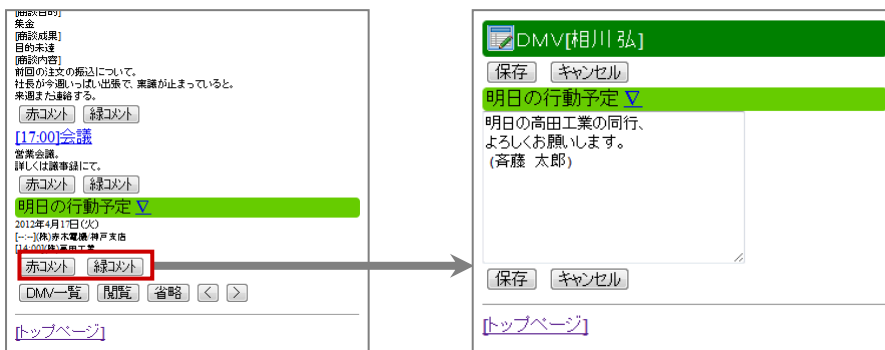 [商談目的]
集金
[商談成果]
目的未達
[商談内容]
前回の注文の振込について。
社長が今週いっぱい出張で、稟議が止まっていると。
来週また連絡する。
赤コメント 緑コメント
[17:00]会議
営業会議。
詳しくは議事録にて。
赤コメント 緑コメント
明日の行動予定 ∇
2012年4月17日(火)
[--:--](株)赤木電機/神戸支店
[14:00](株)高田工業
赤コメント 緑コメント
DMV一覧 閲覧 省略 < >
[トップページ]
DMV[相川 弘]
保存 キャンセル
明日の行動予定 ∇
明日の高田工業の同行、
よろしくお願いします。
(斉藤 太郎)
保存 キャンセル
[トップページ]